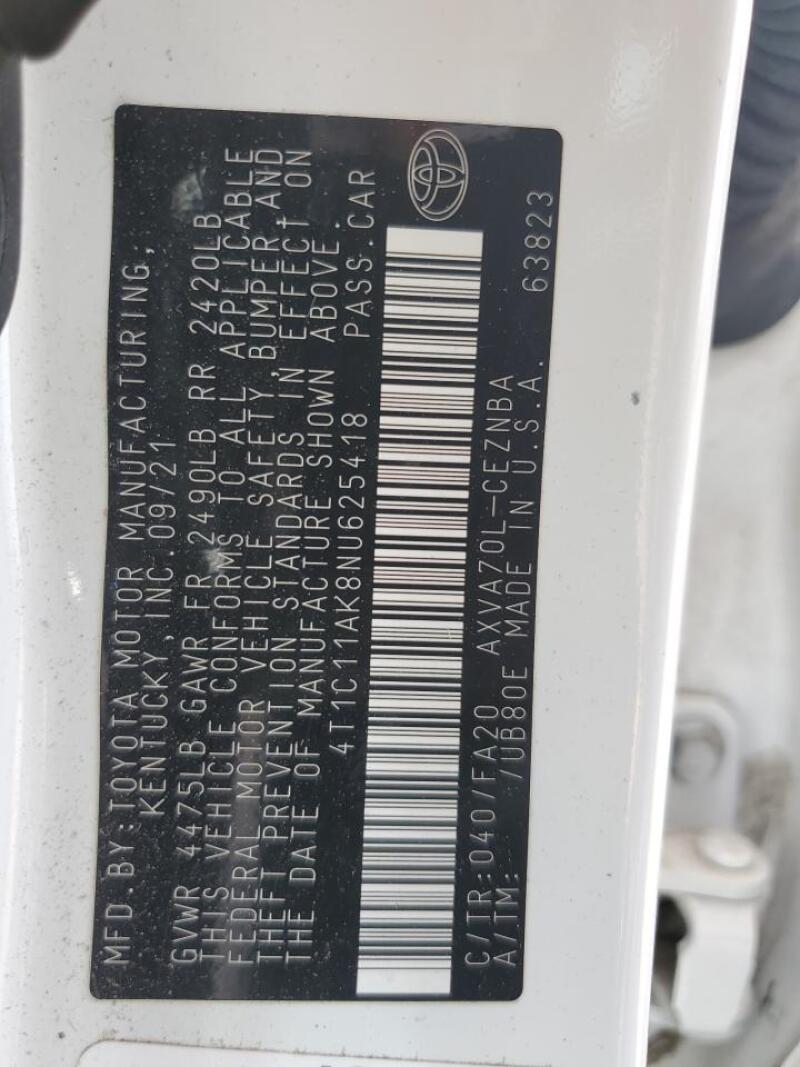 MFD.BY:TOYOTA MOTOR MANUFACTURING,
KENTUCKY,INC.09/21
GVWR 4475LB GAWR FR 2490LB RR 2420LB
THIS VEHICLE CONFORMS TO ALL APPLICABLE
FEDERAL MOTOR VEHICLE SAFETY,BUMPER AND
THEFT PREVENTION STANDARDS IN EFFECT ON
THE DATE OF MANUFACTURE SHOWN ABOVE.
4T1C11AK8NU625418 PASS.CAR
C/TR:040/FA20 AXVA70L-CEZNBA
A/TM: /UB80E MADE IN U.S.A. 63823